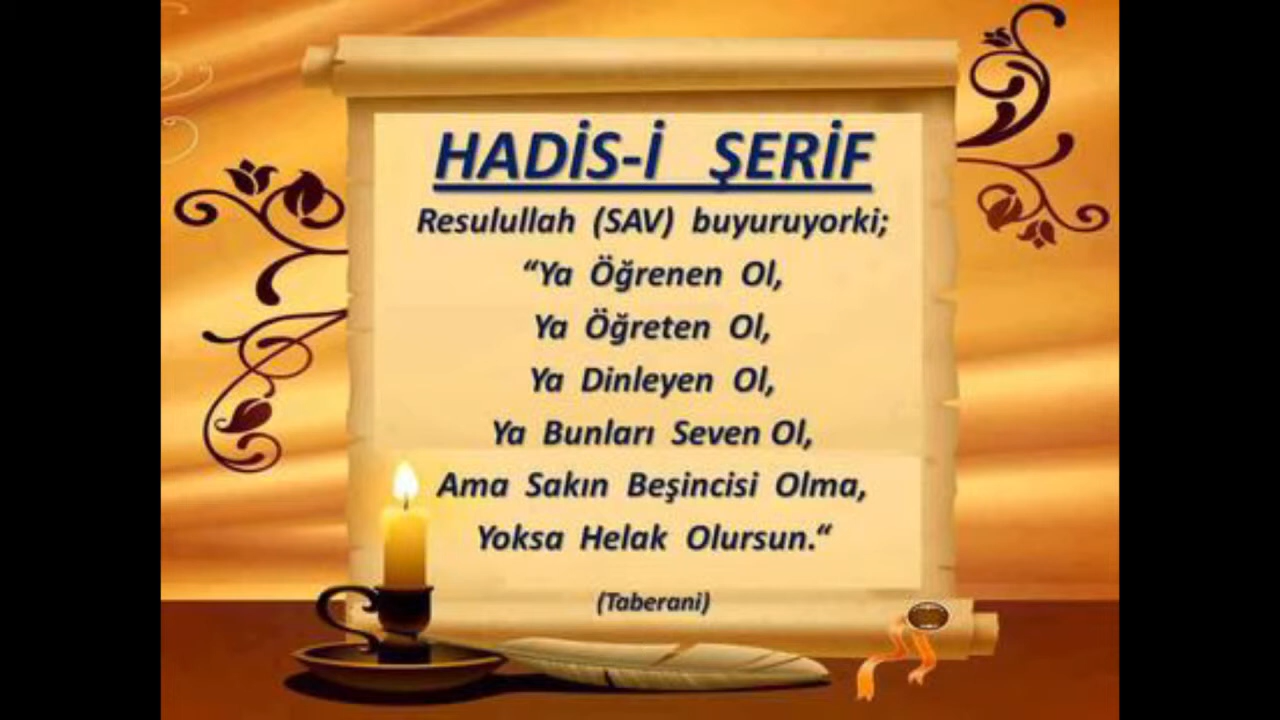 HADİS-İ ŞERİF
Resulullah (SAV) buyuruyorki;
“Ya Öğrenen Ol,
Ya Öğreten Ol,
Ya Dinleyen Ol,
Ya Bunları Seven Ol,
Ama Sakın Beşincisi Olma,
Yoksa Helak Olursun.“
(Taberani)